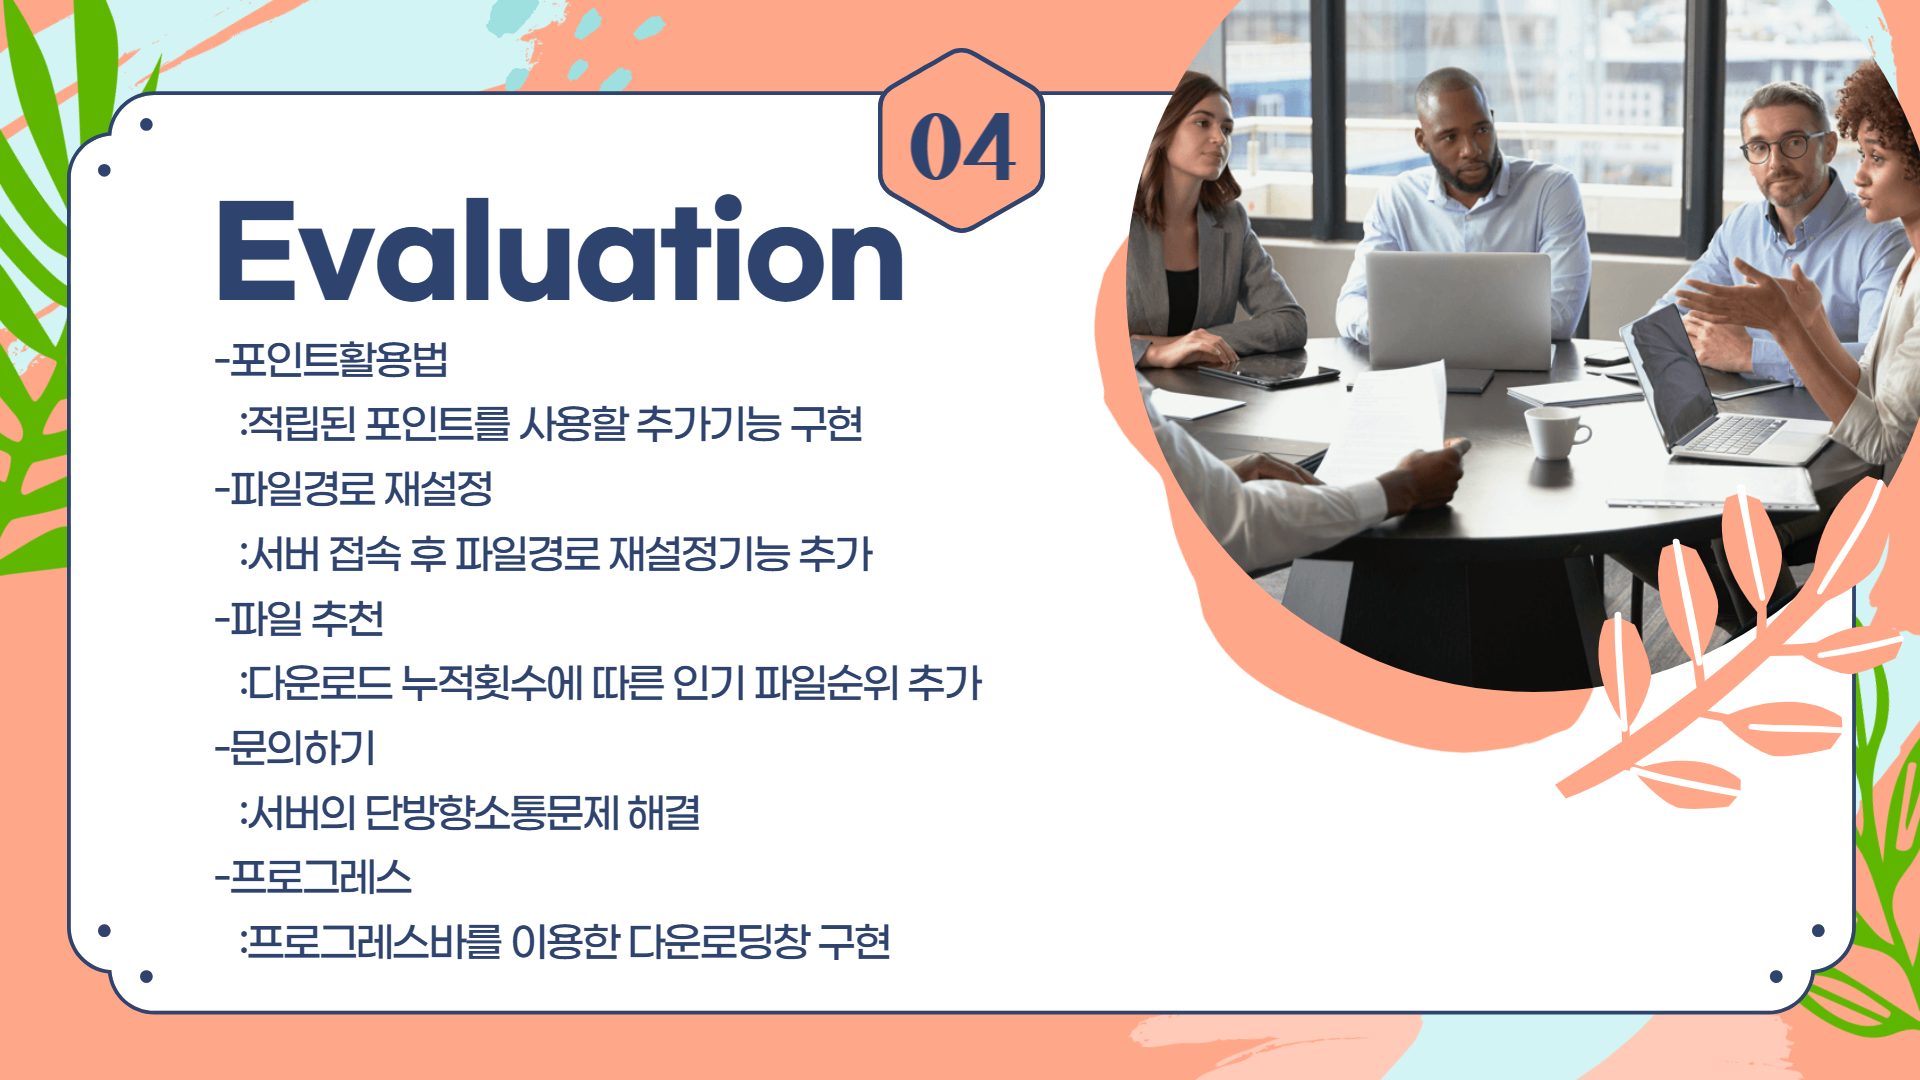 04
Evaluation
-포인트활용법
:적립된 포인트를 사용할 추가기능 구현
-파일경로 재설정
:서버 접속 후 파일경로 재설정기능 추가
-파일 추천
:다운로드 누적횟수에 따른 인기 파일순위 추가
-문의하기
:서버의 단방향소통문제 해결
-프로그레스
:프로그레스바를 이용한 다운로딩창 구현